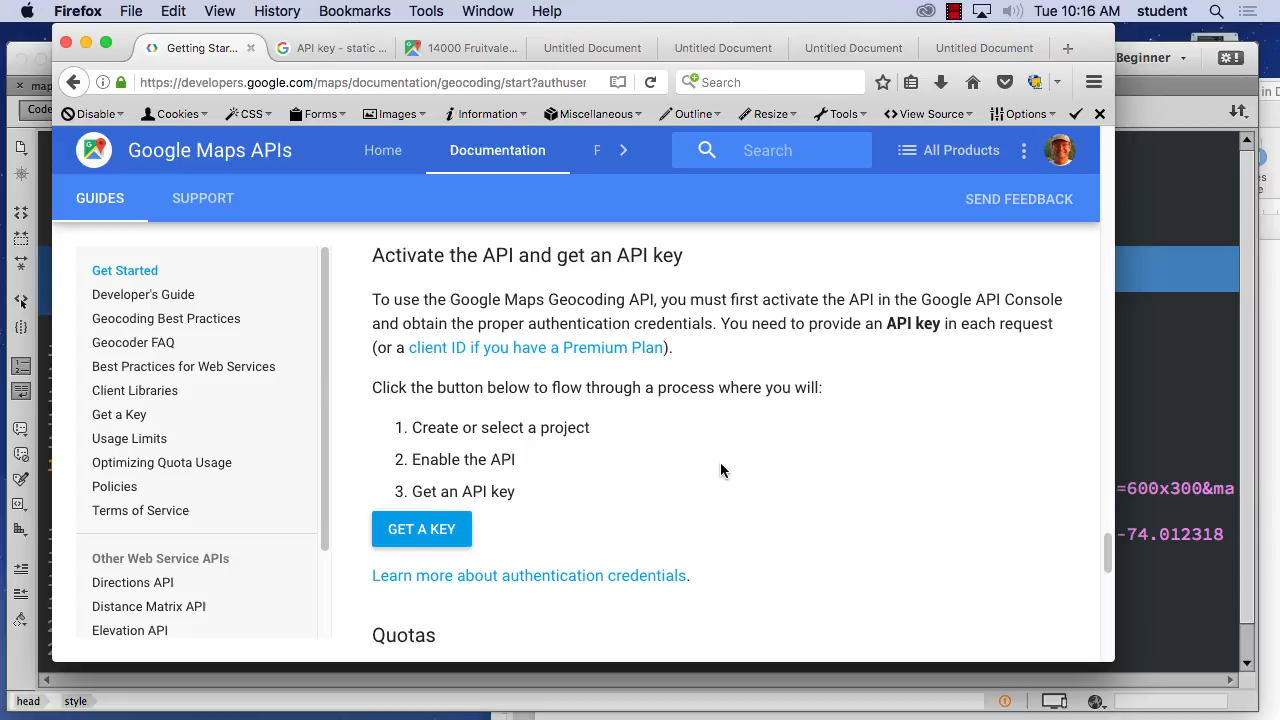 Firefox File Edit View History Bookmarks Tools Window Help Tue 10:16 AM student
Getting Star... API key - static ... 14000 Fruitva... Untitled Document Untitled Document Untitled Document Untitled Document
Beginner
https://developers.google.com/maps/documentation/geocoding/start?authuser Search
Code
Disable Cookies CSS Forms Images Information Miscellaneous Outline Resize Tools View Source Options
Google Maps APIs Home Documentation F Search All Products
GUIDES SUPPORT SEND FEEDBACK
Get Started
Developer's Guide
Geocoding Best Practices
Geocoder FAQ
Best Practices for Web Services
Client Libraries
Get a Key
Usage Limits
Optimizing Quota Usage
Policies
Terms of Service
Other Web Service APIs
Directions API
Distance Matrix API
Elevation API
Activate the API and get an API key
To use the Google Maps Geocoding API, you must first activate the API in the Google API Console
and obtain the proper authentication credentials. You need to provide an API key in each request
(or a client ID if you have a Premium Plan).
Click the button below to flow through a process where you will:
1. Create or select a project
2. Enable the API
3. Get an API key
GET A KEY
Learn more about authentication credentials.
Quotas
=600x300&ma
-74.012318
head style